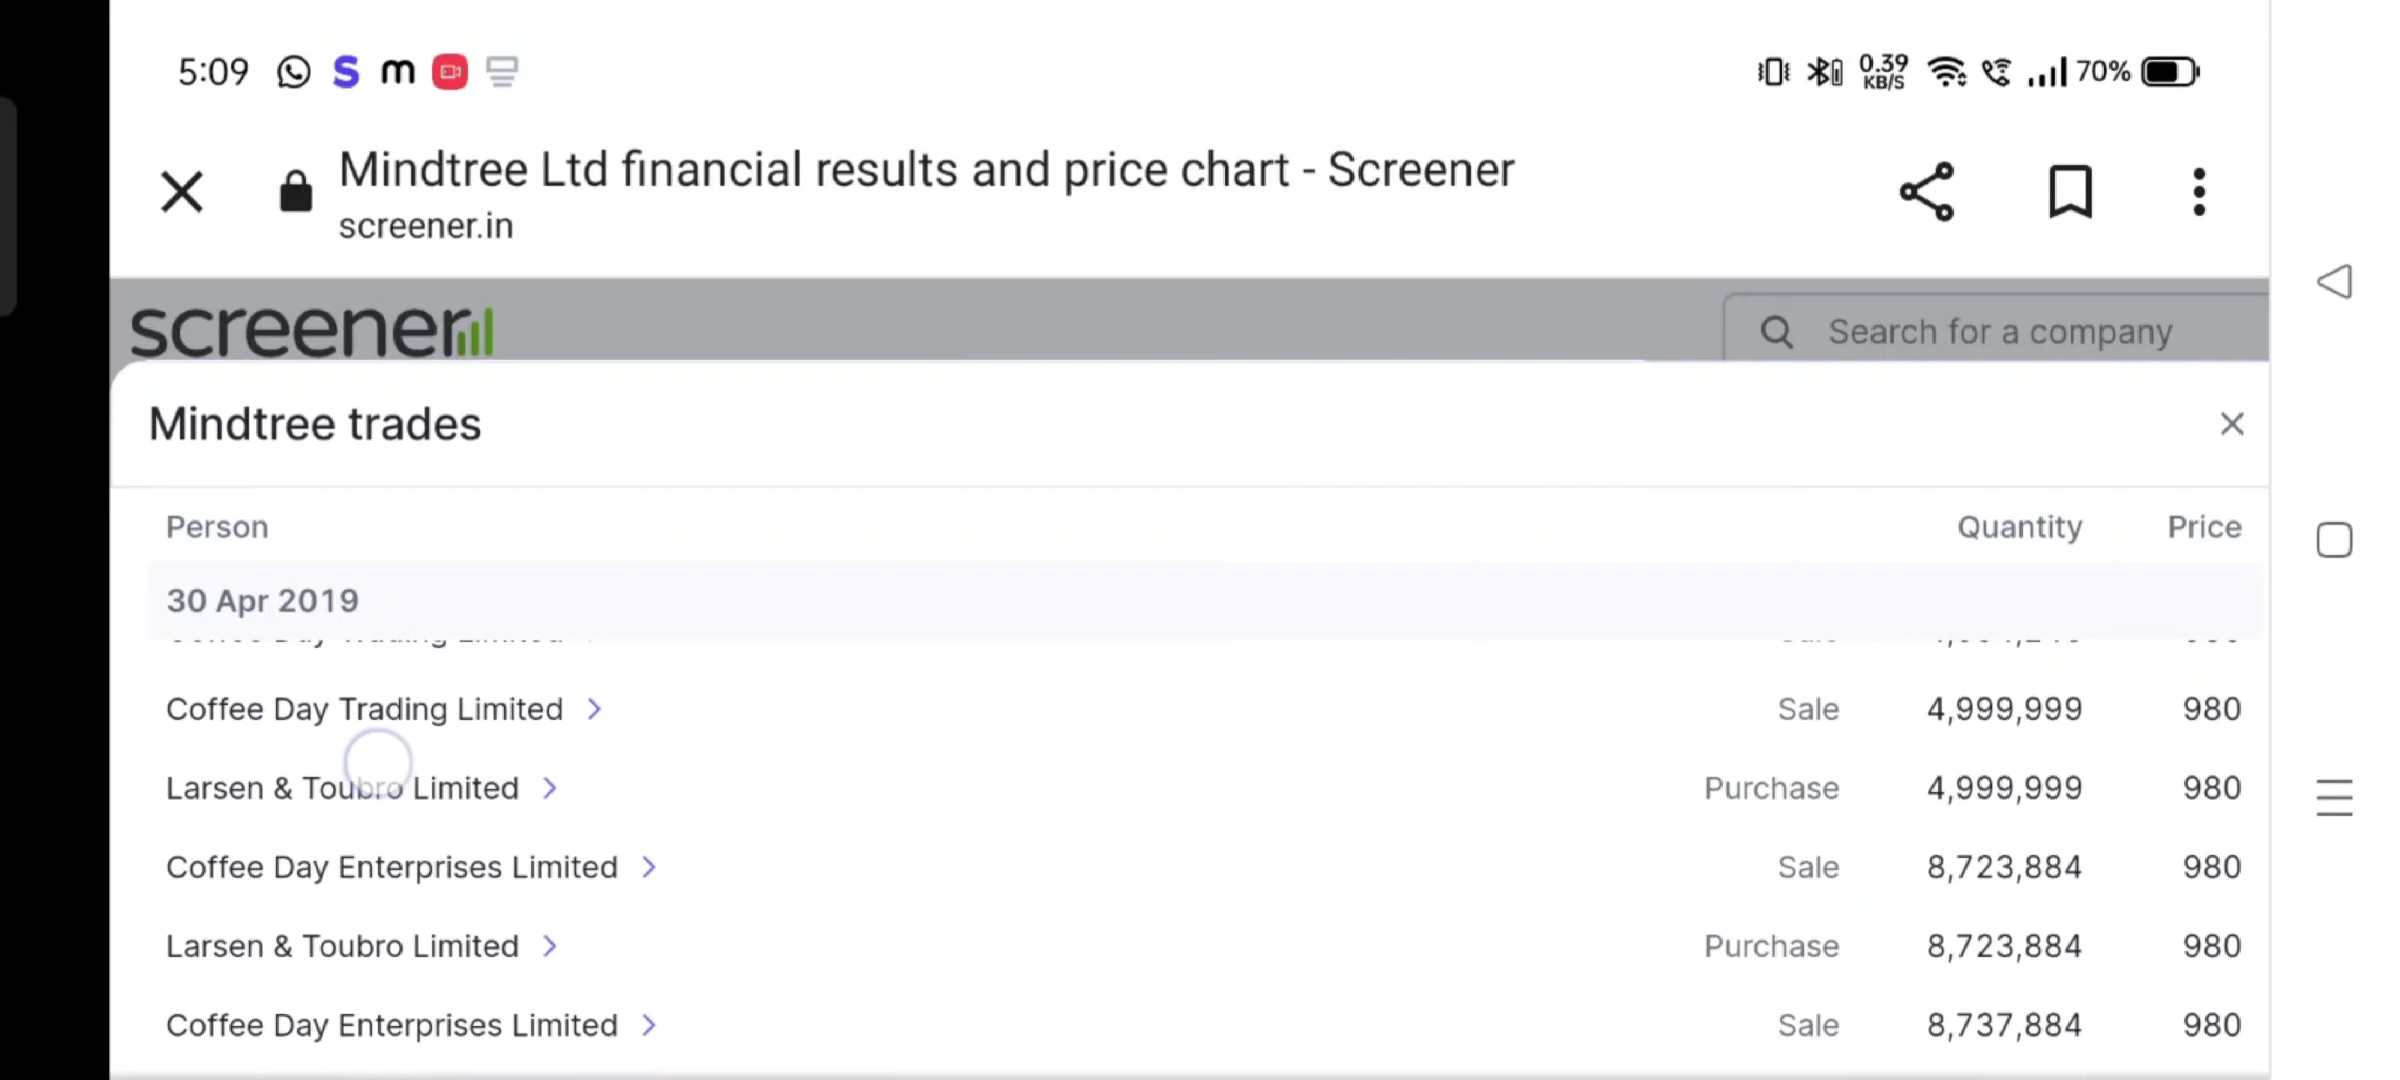 5:09 S m 0.39 KB/S 70%
Mindtree Ltd financial results and price chart - Screener
screener.in
screener Search for a company
Mindtree trades
Person Quantity Price
30 Apr 2019
Coffee Day Trading Limited Sale 4,999,999 980
Larsen & Toubro Limited Purchase 4,999,999 980
Coffee Day Enterprises Limited Sale 8,723,884 980
Larsen & Toubro Limited Purchase 8,723,884 980
Coffee Day Enterprises Limited Sale 8,737,884 980